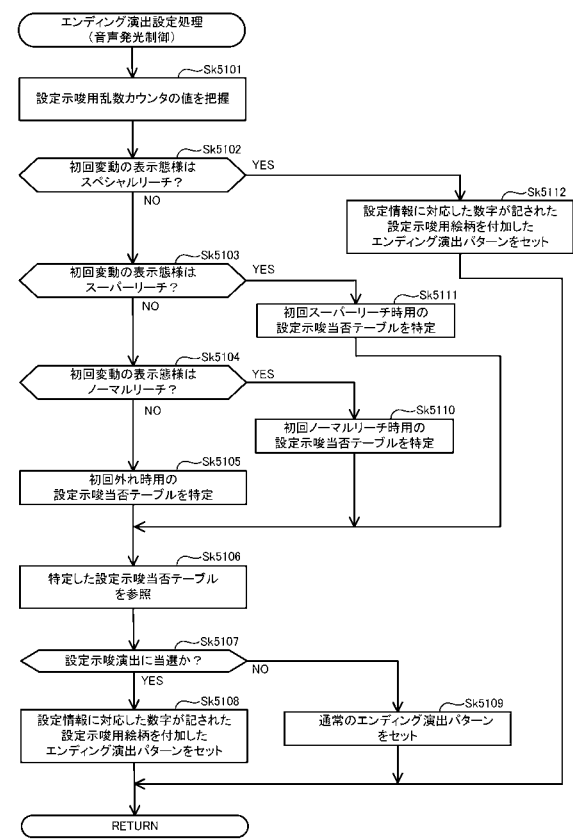 エンディング演出設定処理
(音声発光制御)
Sk5101
設定示唆用乱数カウンタの値を把握
Sk5102
初回変動の表示態様は
スペシャルリーチ?
YES
NO
Sk5112
設定情報に対応した数字が記された
設定示唆用絵柄を付加した
エンディング演出パターンをセット
Sk5103
初回変動の表示態様は
スーパーリーチ?
YES
NO
Sk5111
初回スーパーリーチ時用の
設定示唆当否テーブルを特定
Sk5104
初回変動の表示態様は
ノーマルリーチ?
YES
NO
Sk5110
初回ノーマルリーチ時用の
設定示唆当否テーブルを特定
Sk5105
初回外れ時用の
設定示唆当否テーブルを特定
Sk5106
特定した設定示唆当否テーブル
を参照
Sk5107
設定示唆演出に当選か?
NO
YES
Sk5108
設定情報に対応した数字が記された
設定示唆用絵柄を付加した
エンディング演出パターンをセット
Sk5109
通常のエンディング演出パターン
をセット
RETURN